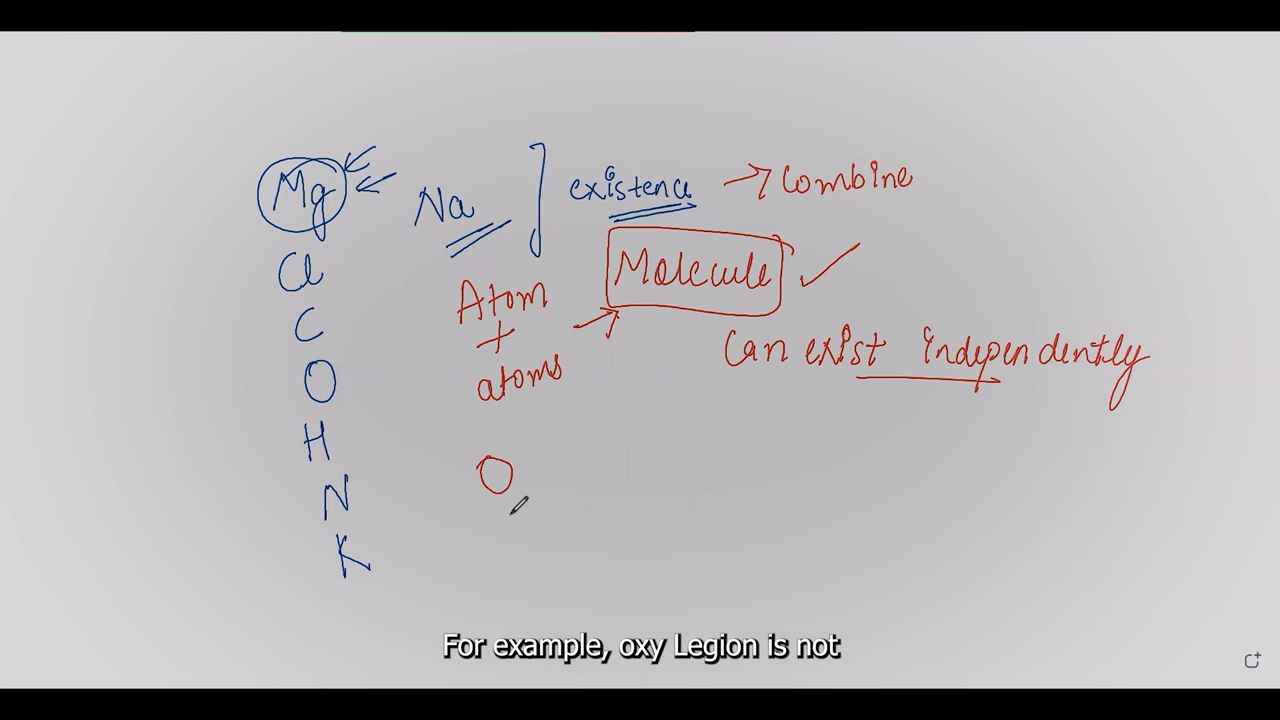 Mg Na ] existence → Combine
Cl
Molecule ✓
Atom
+
atoms
C
Can exist independently
O
H
O
N
K
For example, oxy Legion is not